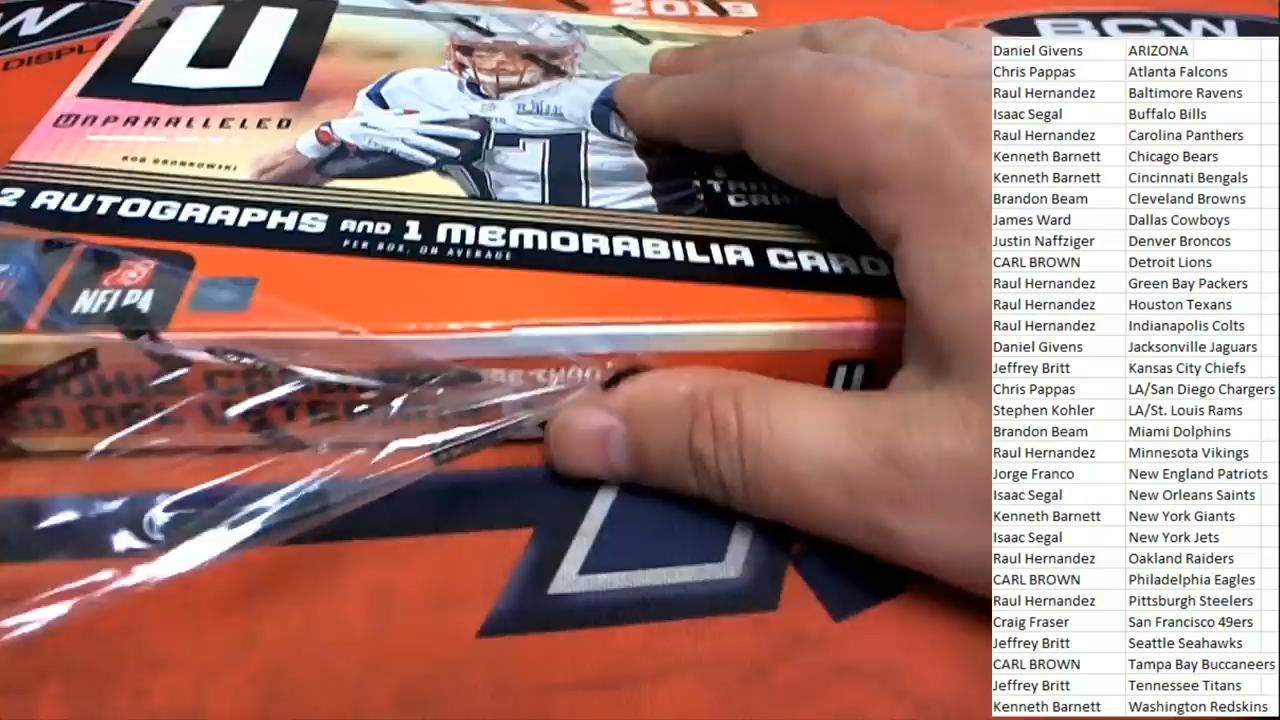 2018
BCW
DISPL
U
UNPARALLELED
ROB GRONKOWSKI
2 AUTOGRAPHS AND 1 MEMORABILIA CARD
PER BOX, ON AVERAGE
NFLPA
U
Daniel Givens ARIZONA
Chris Pappas Atlanta Falcons
Raul Hernandez Baltimore Ravens
Isaac Segal Buffalo Bills
Raul Hernandez Carolina Panthers
Kenneth Barnett Chicago Bears
Kenneth Barnett Cincinnati Bengals
Brandon Beam Cleveland Browns
James Ward Dallas Cowboys
Justin Naffziger Denver Broncos
CARL BROWN Detroit Lions
Raul Hernandez Green Bay Packers
Raul Hernandez Houston Texans
Raul Hernandez Indianapolis Colts
Daniel Givens Jacksonville Jaguars
Jeffrey Britt Kansas City Chiefs
Chris Pappas LA/San Diego Chargers
Stephen Kohler LA/St. Louis Rams
Brandon Beam Miami Dolphins
Raul Hernandez Minnesota Vikings
Jorge Franco New England Patriots
Isaac Segal New Orleans Saints
Kenneth Barnett New York Giants
Isaac Segal New York Jets
Raul Hernandez Oakland Raiders
CARL BROWN Philadelphia Eagles
Raul Hernandez Pittsburgh Steelers
Craig Fraser San Francisco 49ers
Jeffrey Britt Seattle Seahawks
CARL BROWN Tampa Bay Buccaneers
Jeffrey Britt Tennessee Titans
Kenneth Barnett Washington Redskins